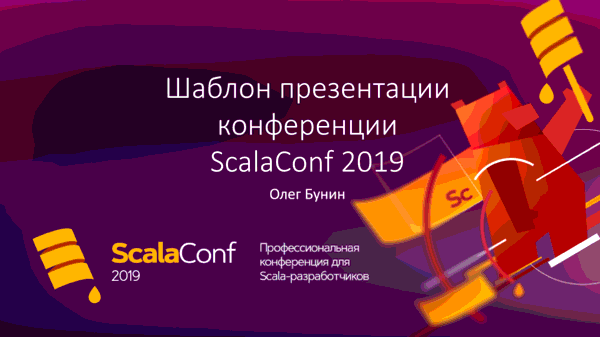 Шаблон презентации
конференции
ScalaConf 2019
Олег Бунин
Sc
ScalaConf
2019
Профессиональная
конференция для
Scala-разработчиков